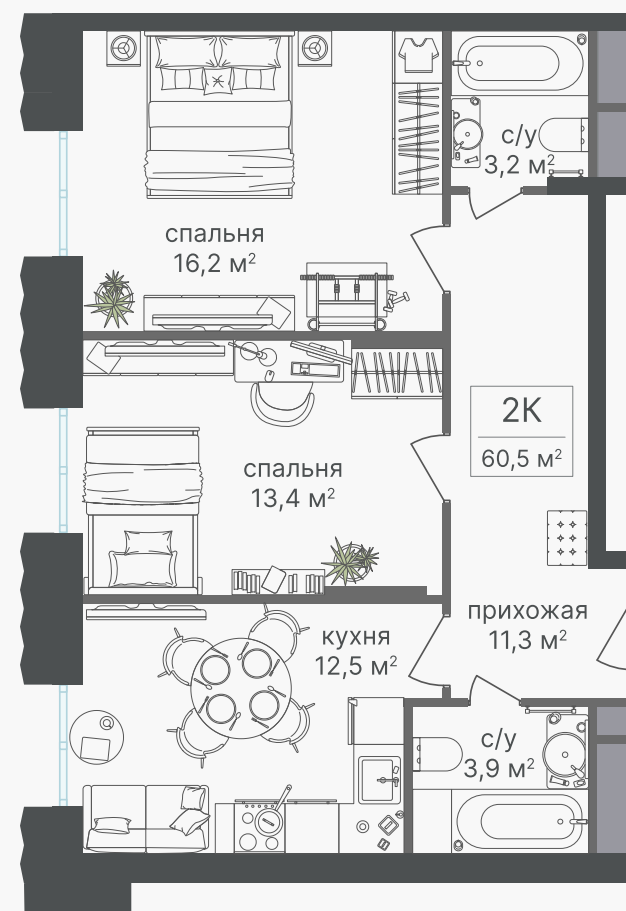 с/у
3,2 м²
спальня
16,2 м²
2К
60,5 м²
спальня
13,4 м²
прихожая
11,3 м²
кухня
12,5 м²
с/у
3,9 м²